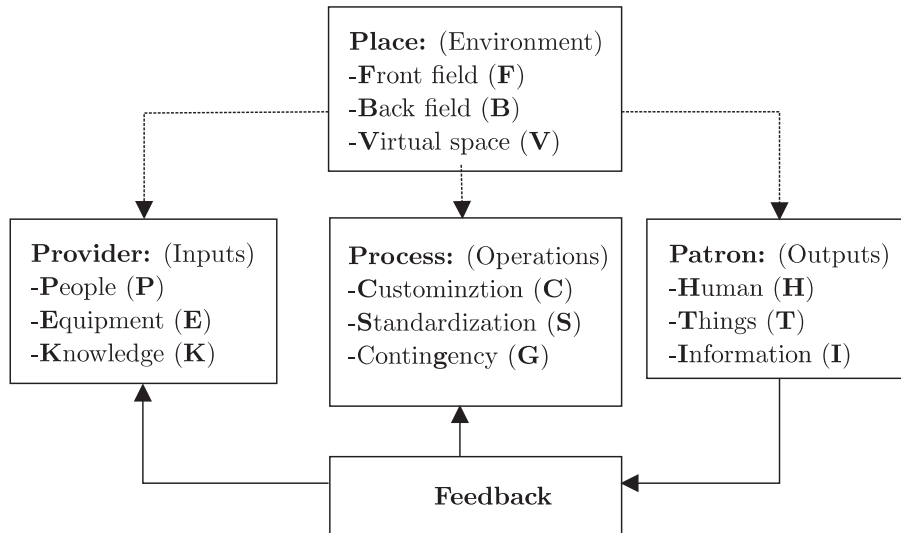 Place: (Environment)
-Front field (F)
-Back field (B)
-Virtual space (V)
Provider: (Inputs)
-People (P)
-Equipment (E)
-Knowledge (K)
Process: (Operations)
-Custominztion (C)
-Standardization (S)
-Contingency (G)
Patron: (Outputs)
-Human (H)
-Things (T)
-Information (I)
Feedback